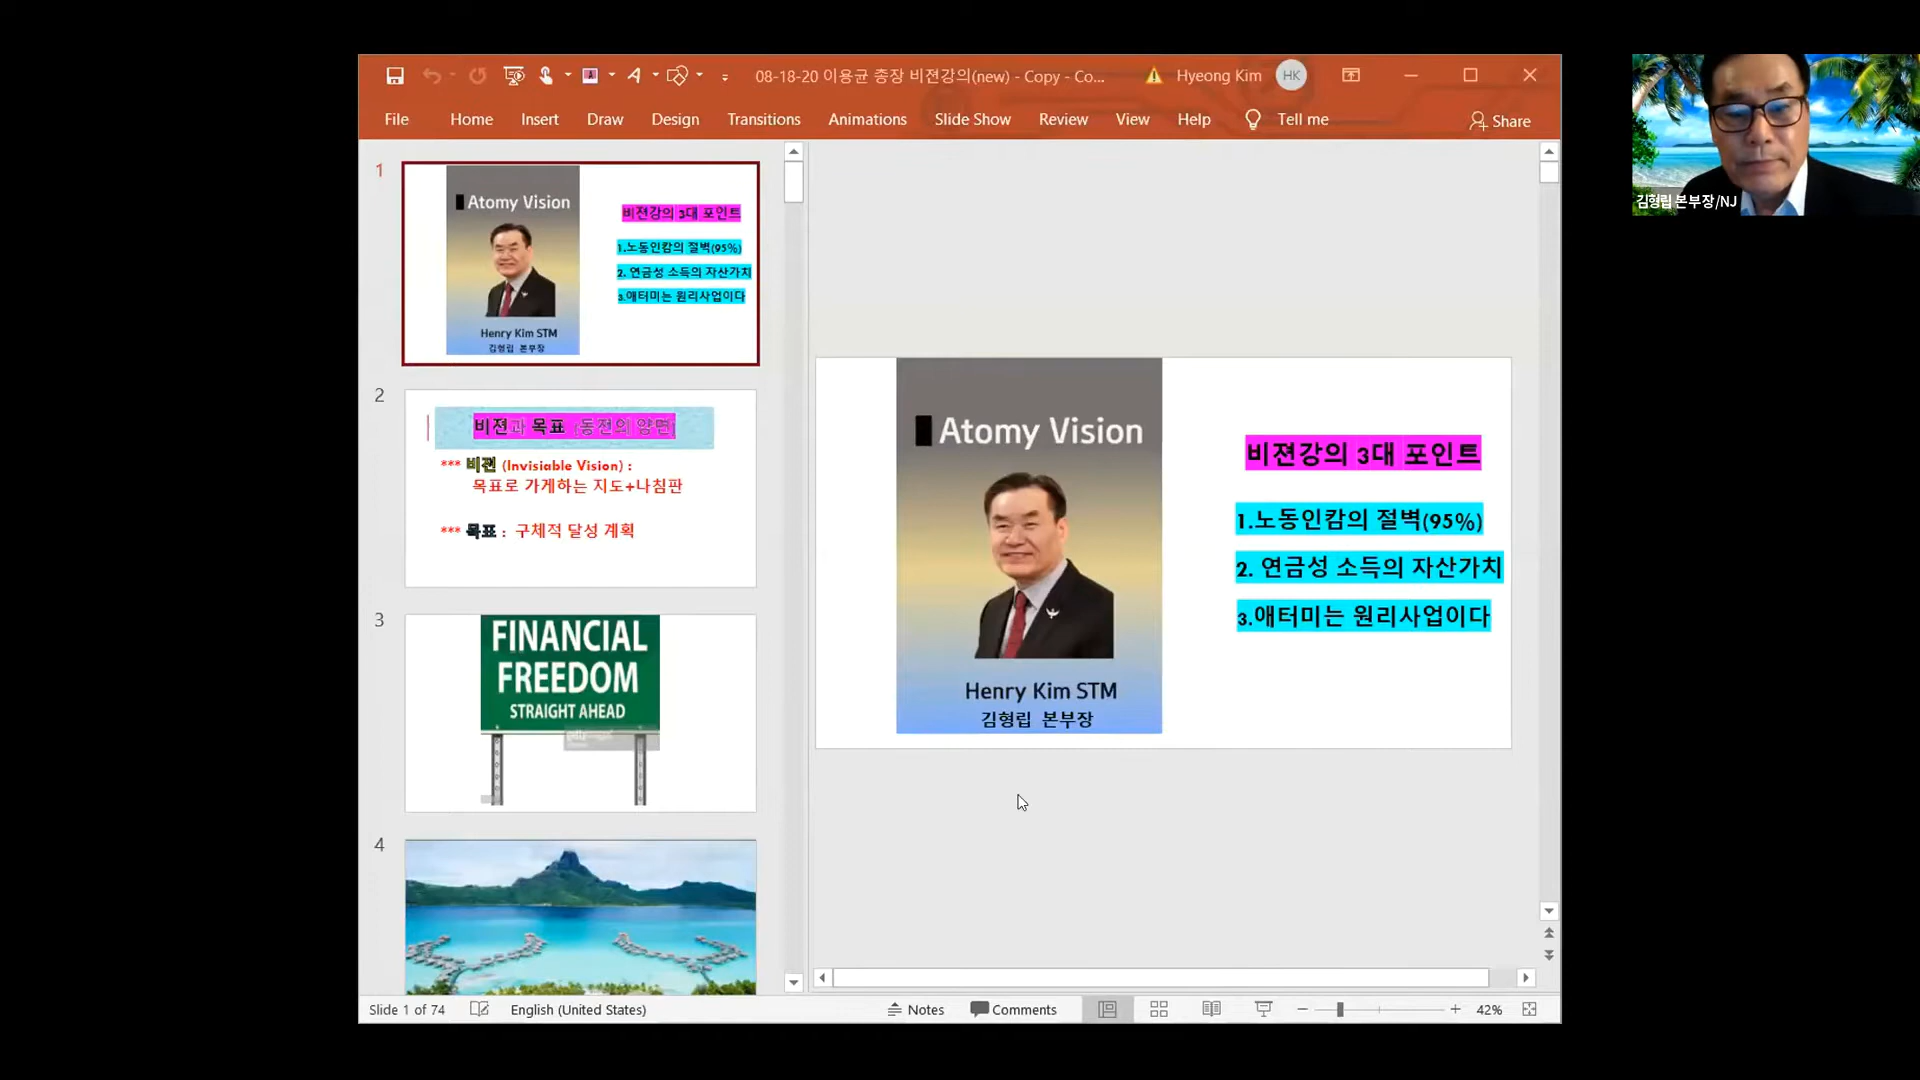 08-18-20 이용균 총장 비젼강의(new) - Copy - Co...
Hyeong Kim
HK
File
Home
Insert
Draw
Design
Transitions
Animations
Slide Show
Review
View
Help
Tell me
Share
1
Atomy Vision
비젼강의 3대 포인트
1.노동인캄의 절벽(95%)
2. 연금성 소득의 자산가치
3.애터미는 원리사업이다
Henry Kim STM
김형립 본부장
2
비젼과 목표 (동전의 양면)
*** 비젼 (Invisiable Vision) :
목표로 가게하는 지도+나침판
*** 목표 : 구체적 달성 계획
3
FINANCIAL
FREEDOM
STRAIGHT AHEAD
4
Atomy Vision
Henry Kim STM
김형립 본부장
비젼강의 3대 포인트
1.노동인캄의 절벽(95%)
2. 연금성 소득의 자산가치
3.애터미는 원리사업이다
Slide 1 of 74
English (United States)
Notes
Comments
42%
김형립 본부장/NJ